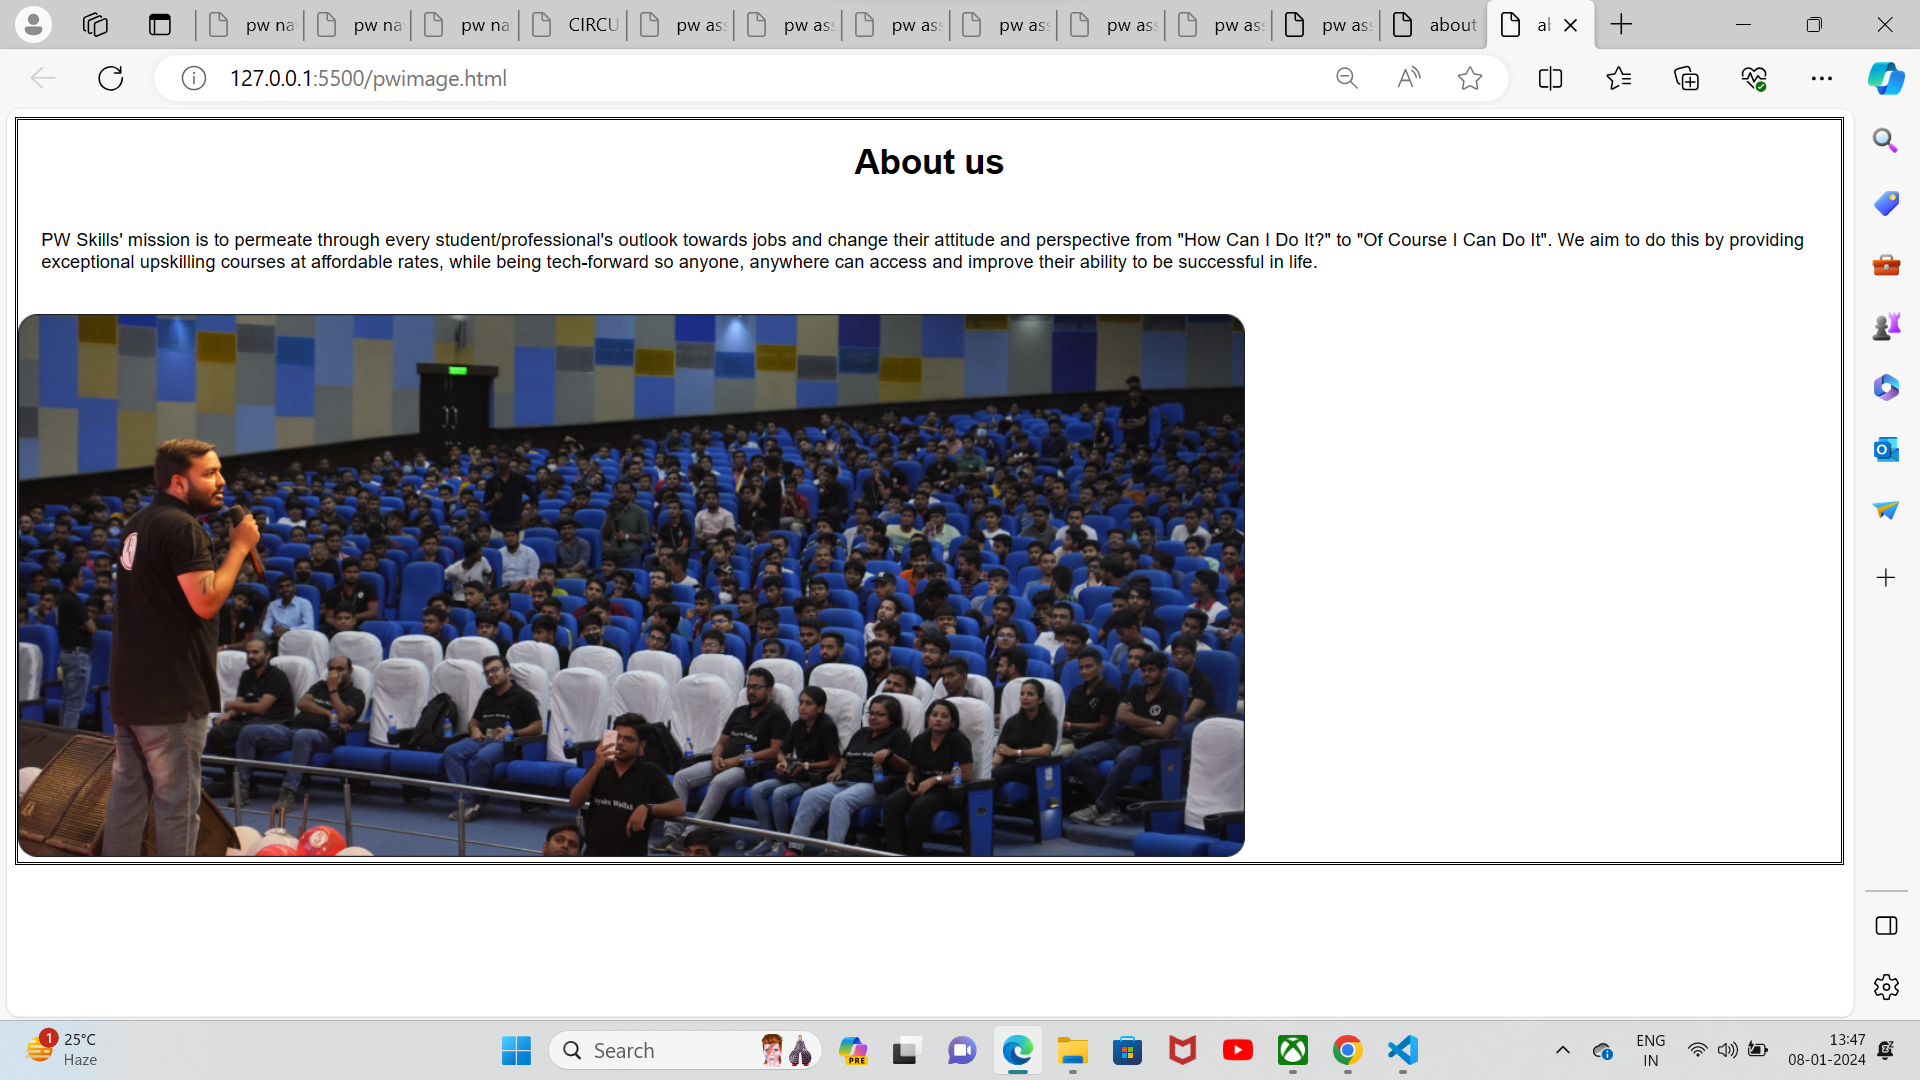 pw na
pw na
pw na
CIRCU
pw as
pw as
pw as
pw as
pw as
pw as
pw as
about
al
127.0.0.1:5500/pwimage.html
About us
PW Skills' mission is to permeate through every student/professional's outlook towards jobs and change their attitude and perspective from "How Can I Do It?" to "Of Course I Can Do It". We aim to do this by providing
exceptional upskilling courses at affordable rates, while being tech-forward so anyone, anywhere can access and improve their ability to be successful in life.
1
25°C
Haze
Search
PRE
ENG
IN
13:47
08-01-2024